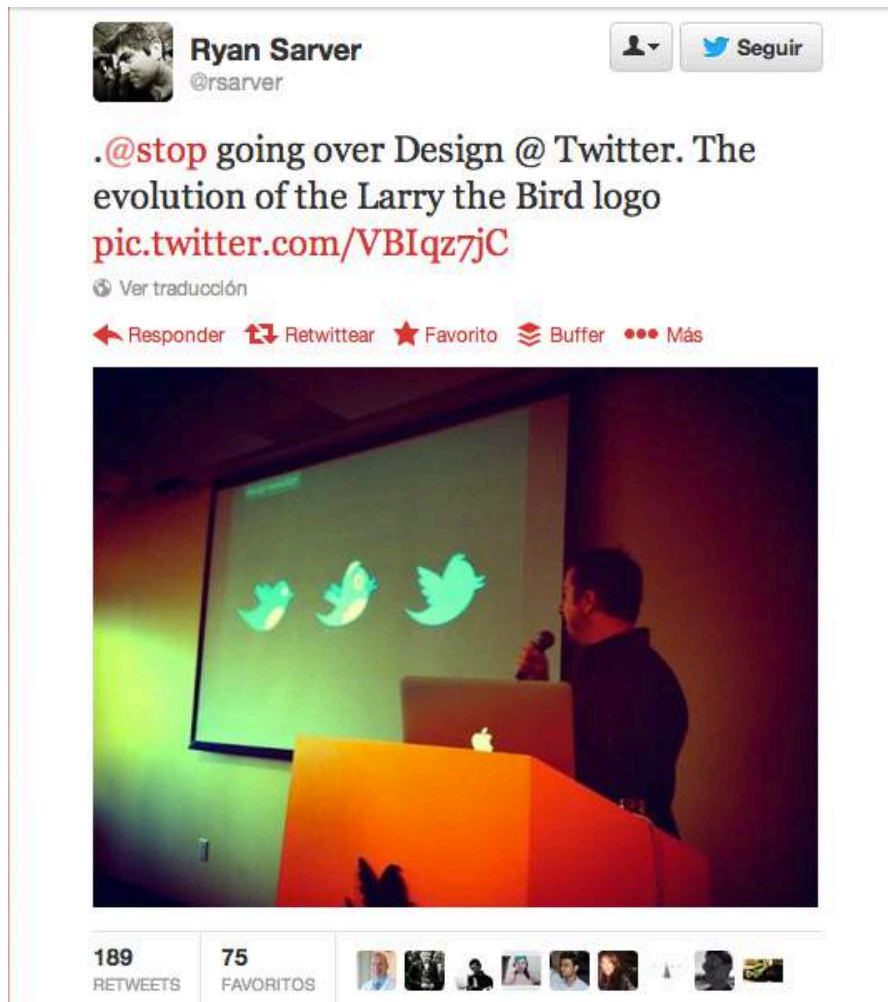 Ryan Sarver
@rsarver
Seguir
.@stop going over Design @ Twitter. The
evolution of the Larry the Bird logo
pic.twitter.com/VBIqz7jC
Ver traducción
Responder Retwittear Favorito Buffer Más
189 75
RETWEETS FAVORITOS